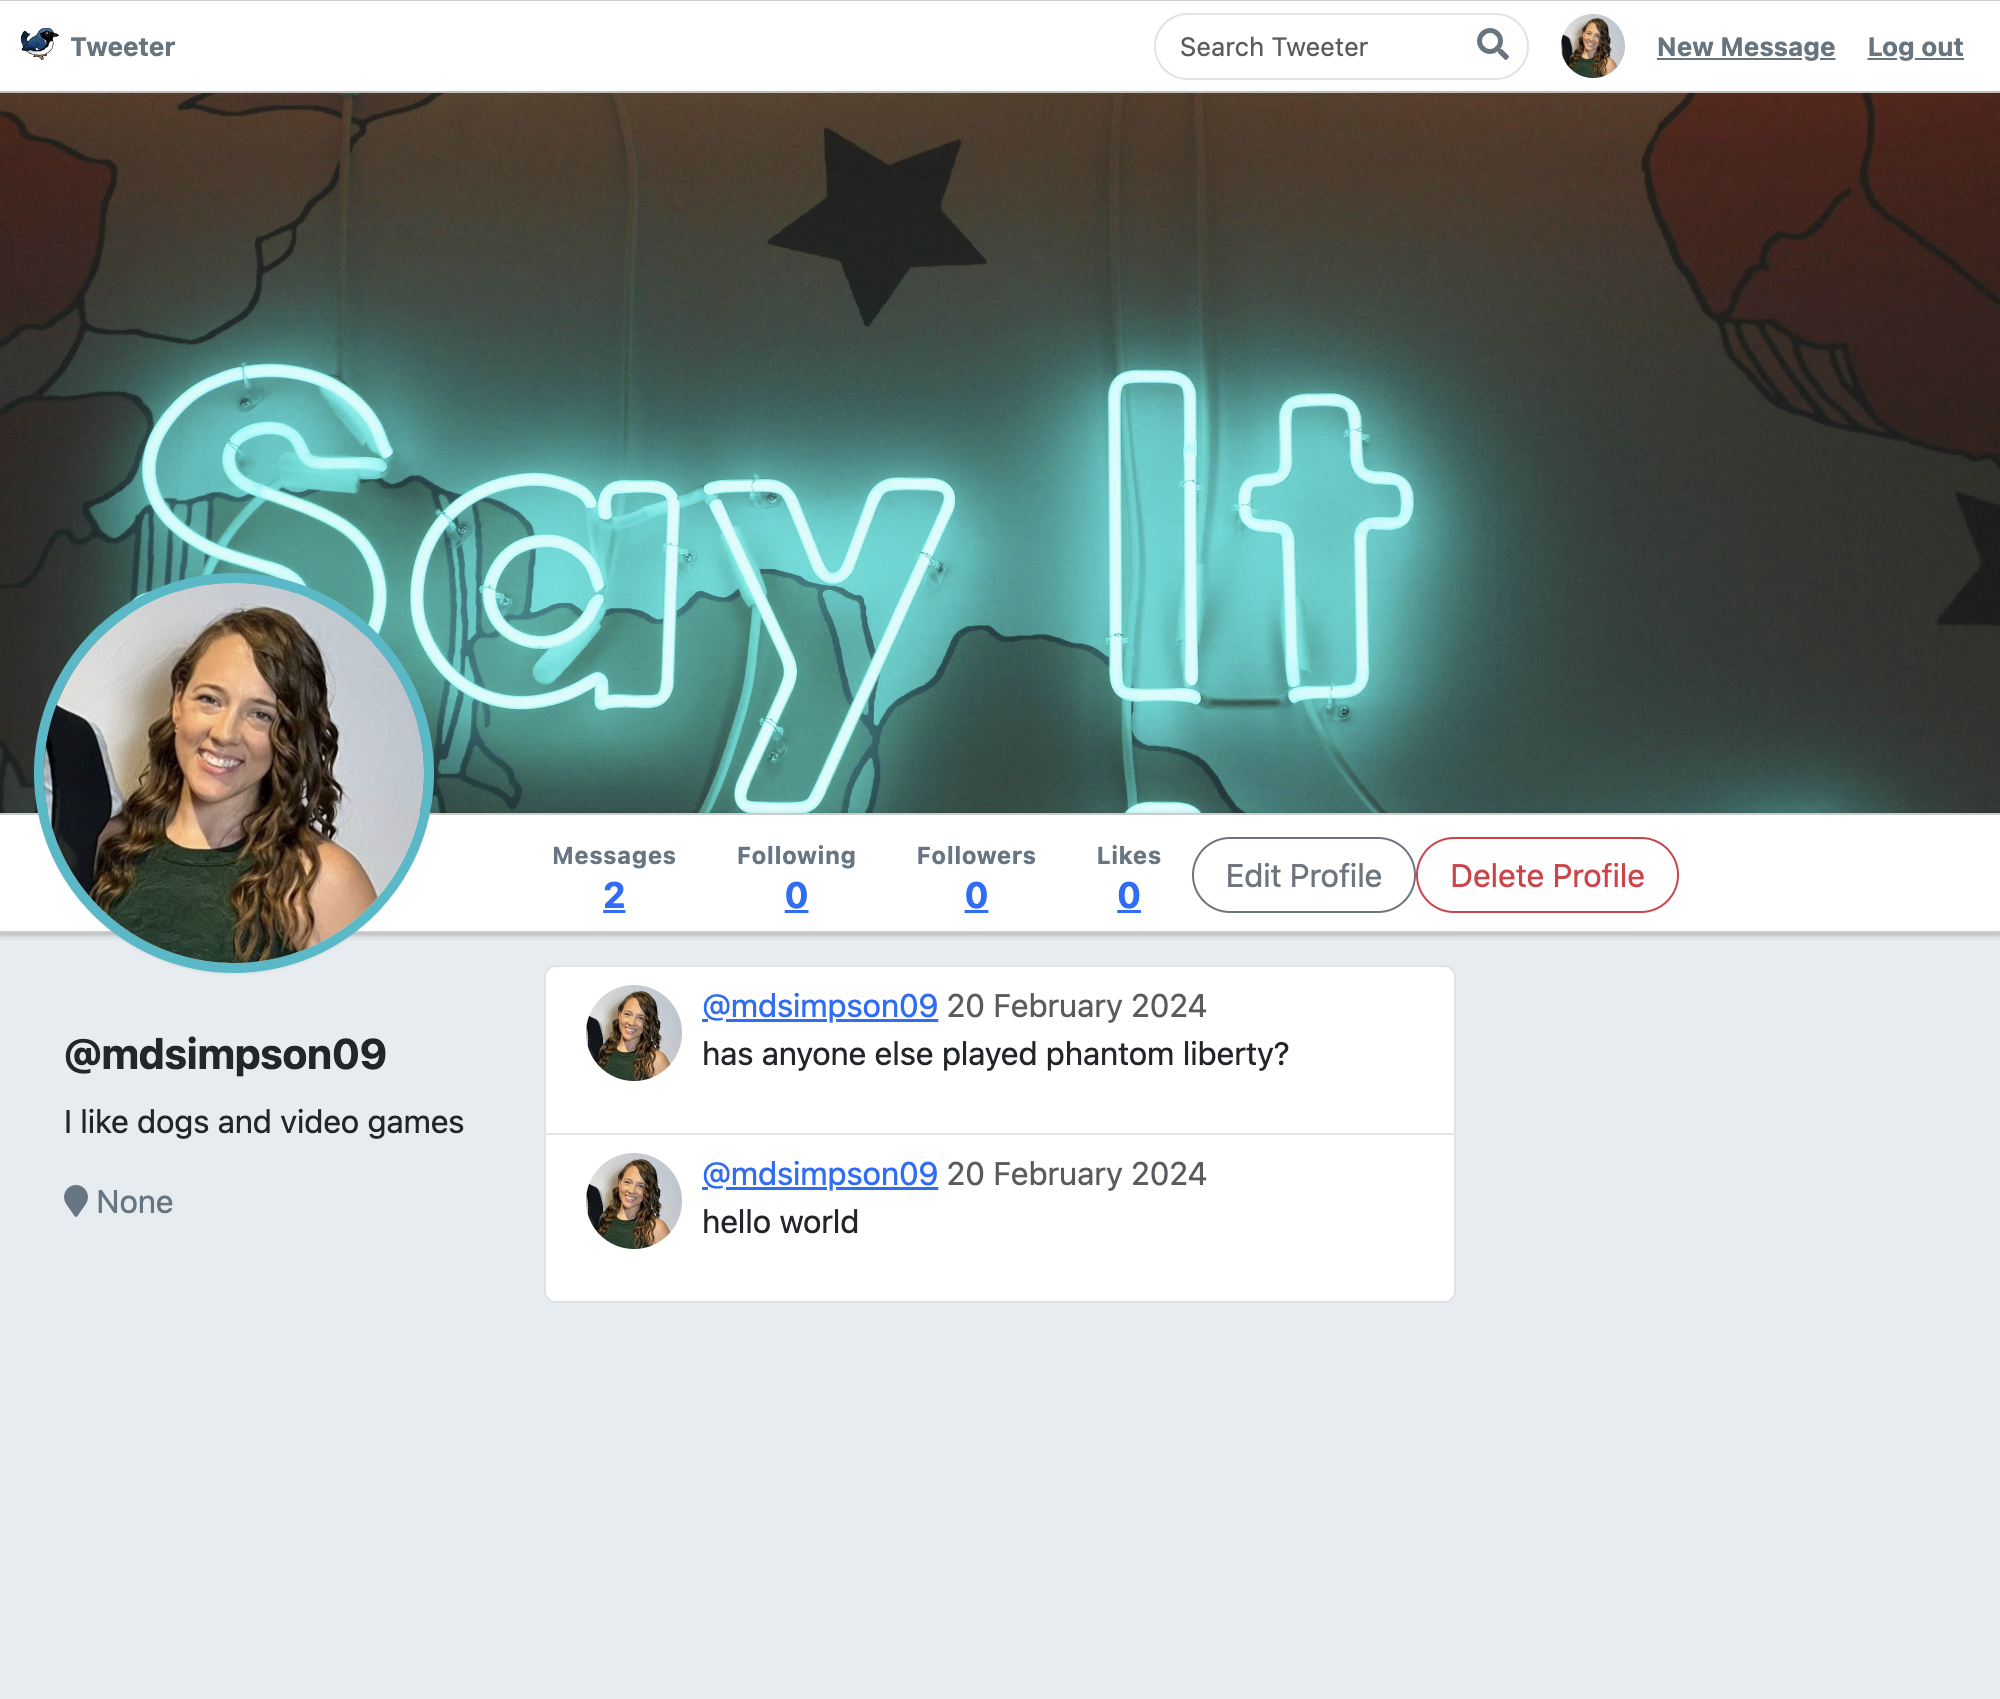 Tweeter
Search Tweeter
New Message
Log out
Say It
Messages
2
Following
0
Followers
0
Likes
0
Edit Profile
Delete Profile
@mdsimpson09
I like dogs and video games
None
@mdsimpson09 20 February 2024
has anyone else played phantom liberty?
@mdsimpson09 20 February 2024
hello world